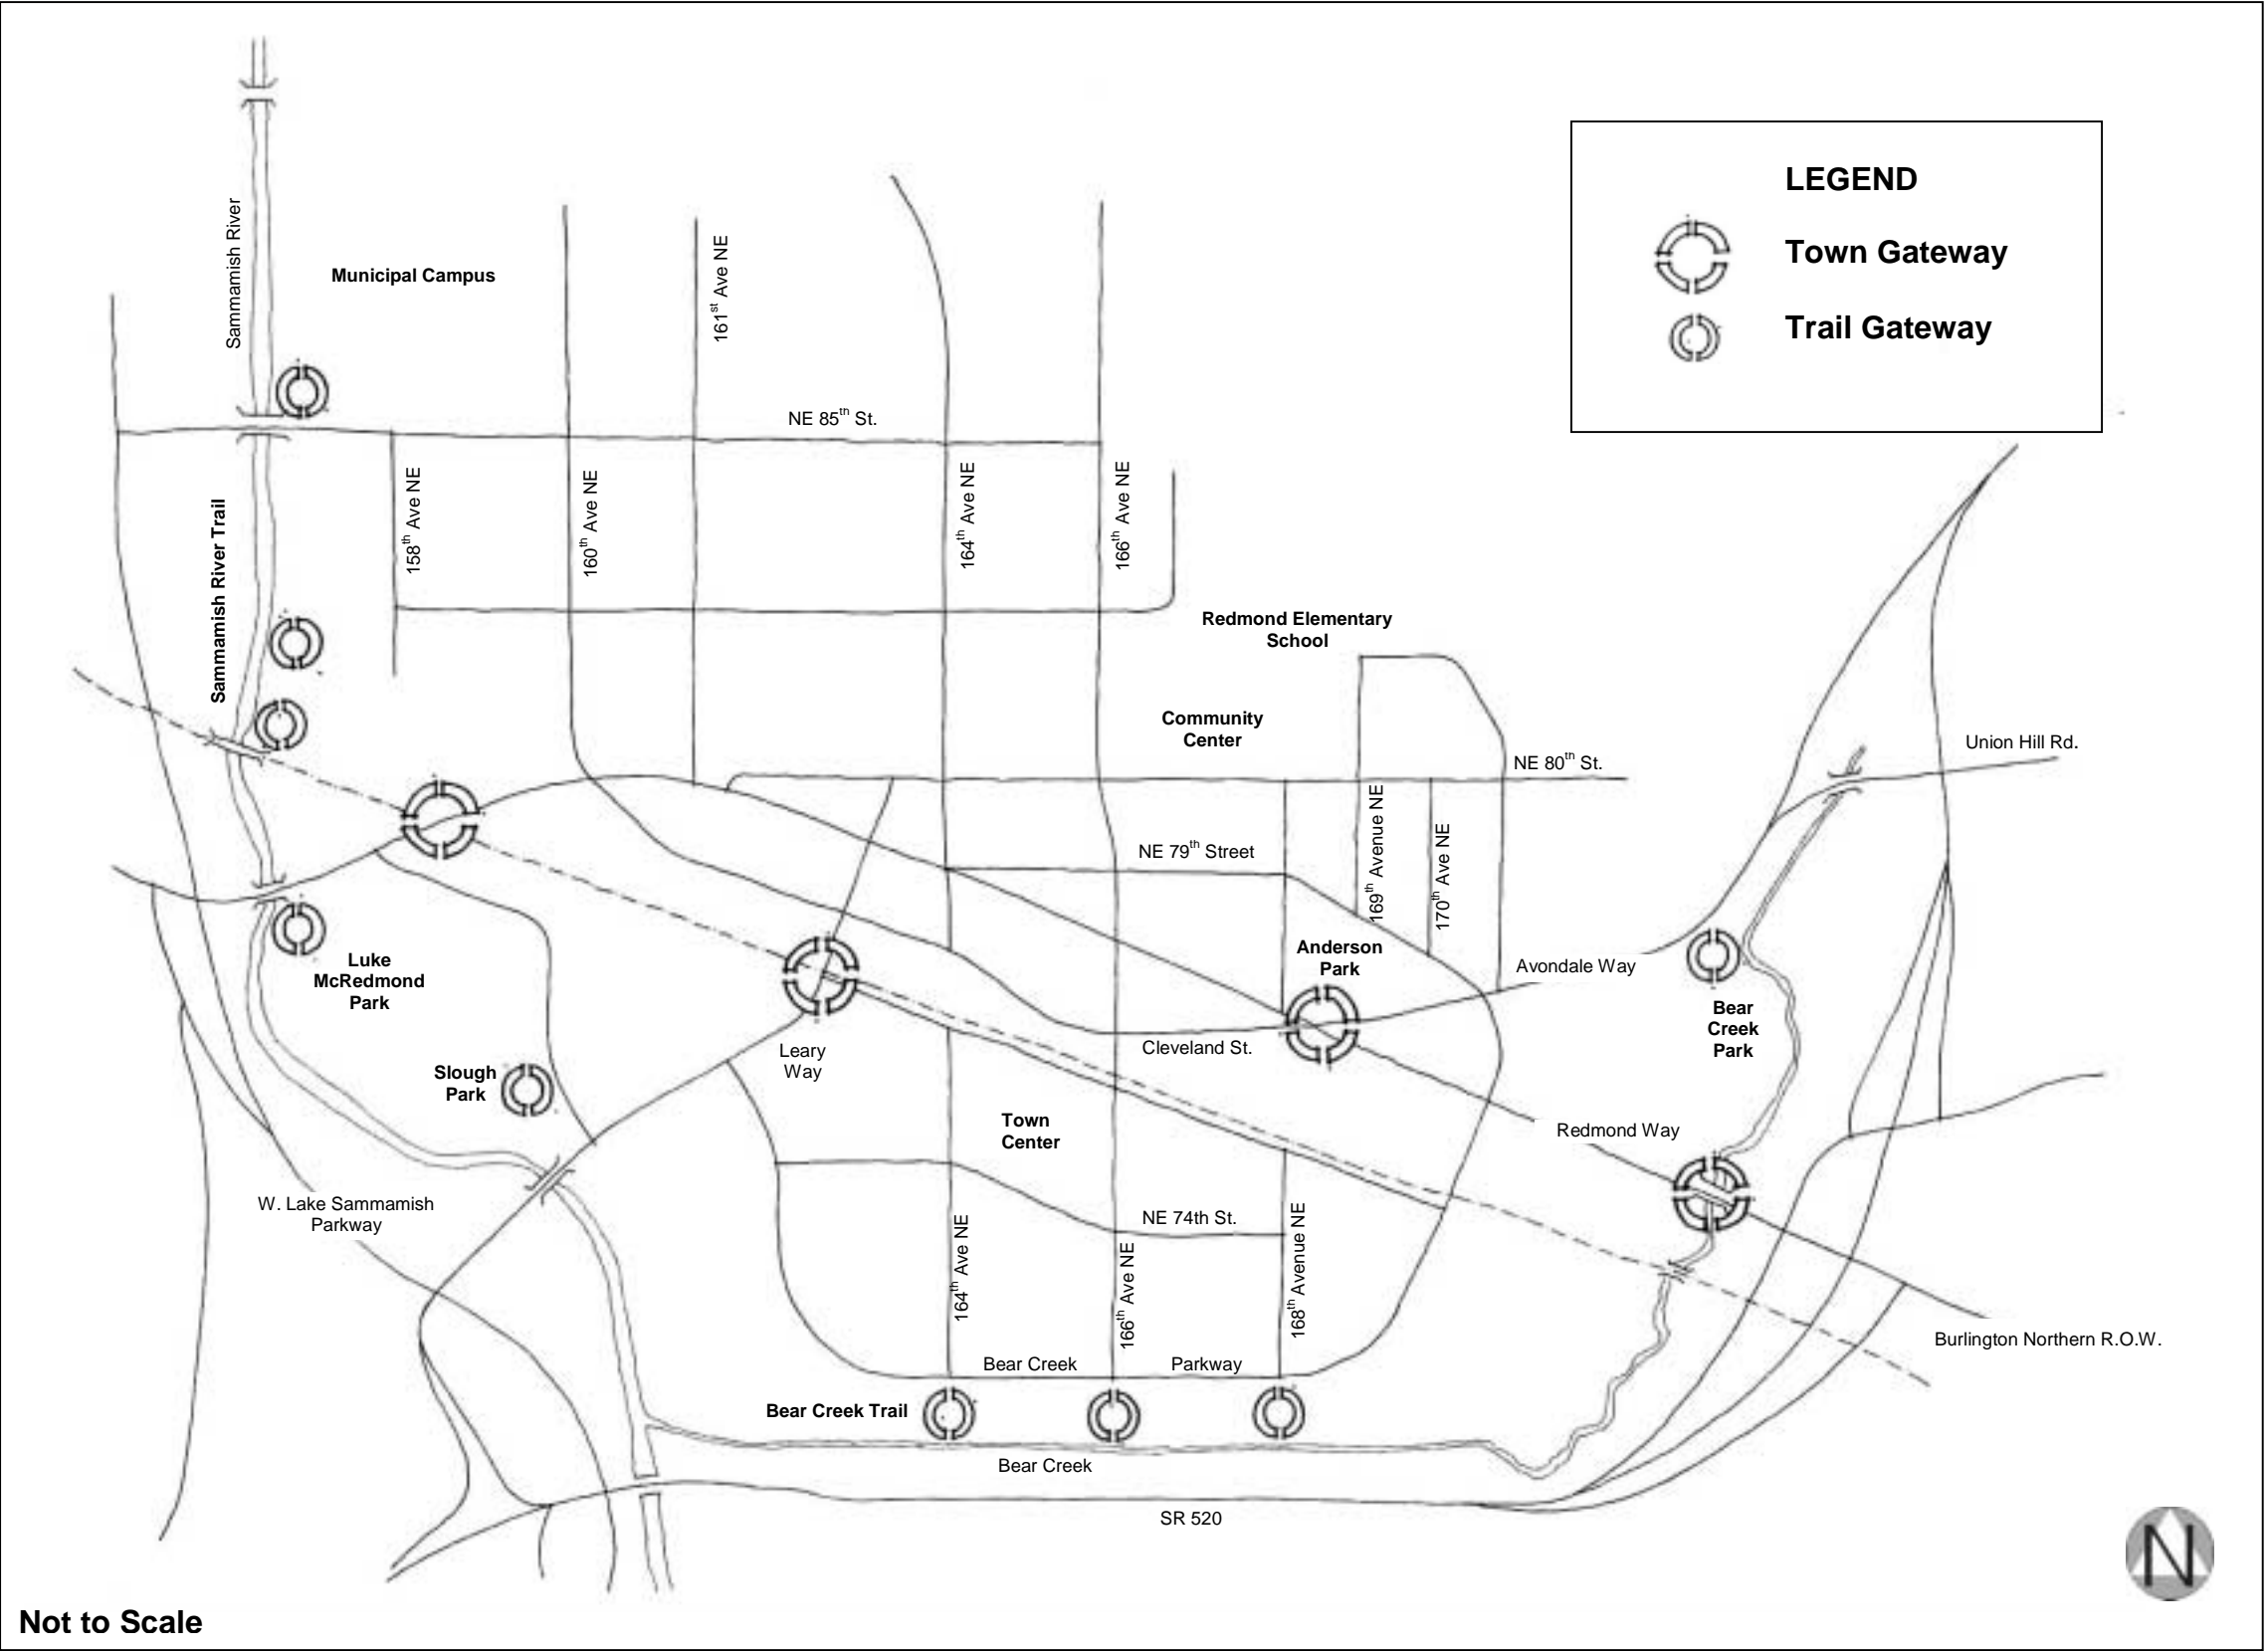 LEGEND
Town Gateway
Trail Gateway
Sammamish River
Municipal Campus
161st Ave NE
NE 85th St.
Sammamish River Trail
158th Ave NE
160th Ave NE
164th Ave NE
166th Ave NE
Redmond Elementary
School
Community
Center
NE 80th St.
Union Hill Rd.
NE 79th Street
169th Avenue NE
170th Ave NE
Luke
McRedmond
Park
Anderson
Park
Avondale Way
Bear
Creek
Park
Leary
Way
Cleveland St.
Slough
Park
Town
Center
Redmond Way
W. Lake Sammamish
Parkway
NE 74th St.
164th Ave NE
166th Ave NE
168th Avenue NE
Burlington Northern R.O.W.
Bear Creek Parkway
Bear Creek Trail
Bear Creek
SR 520
N
Not to Scale